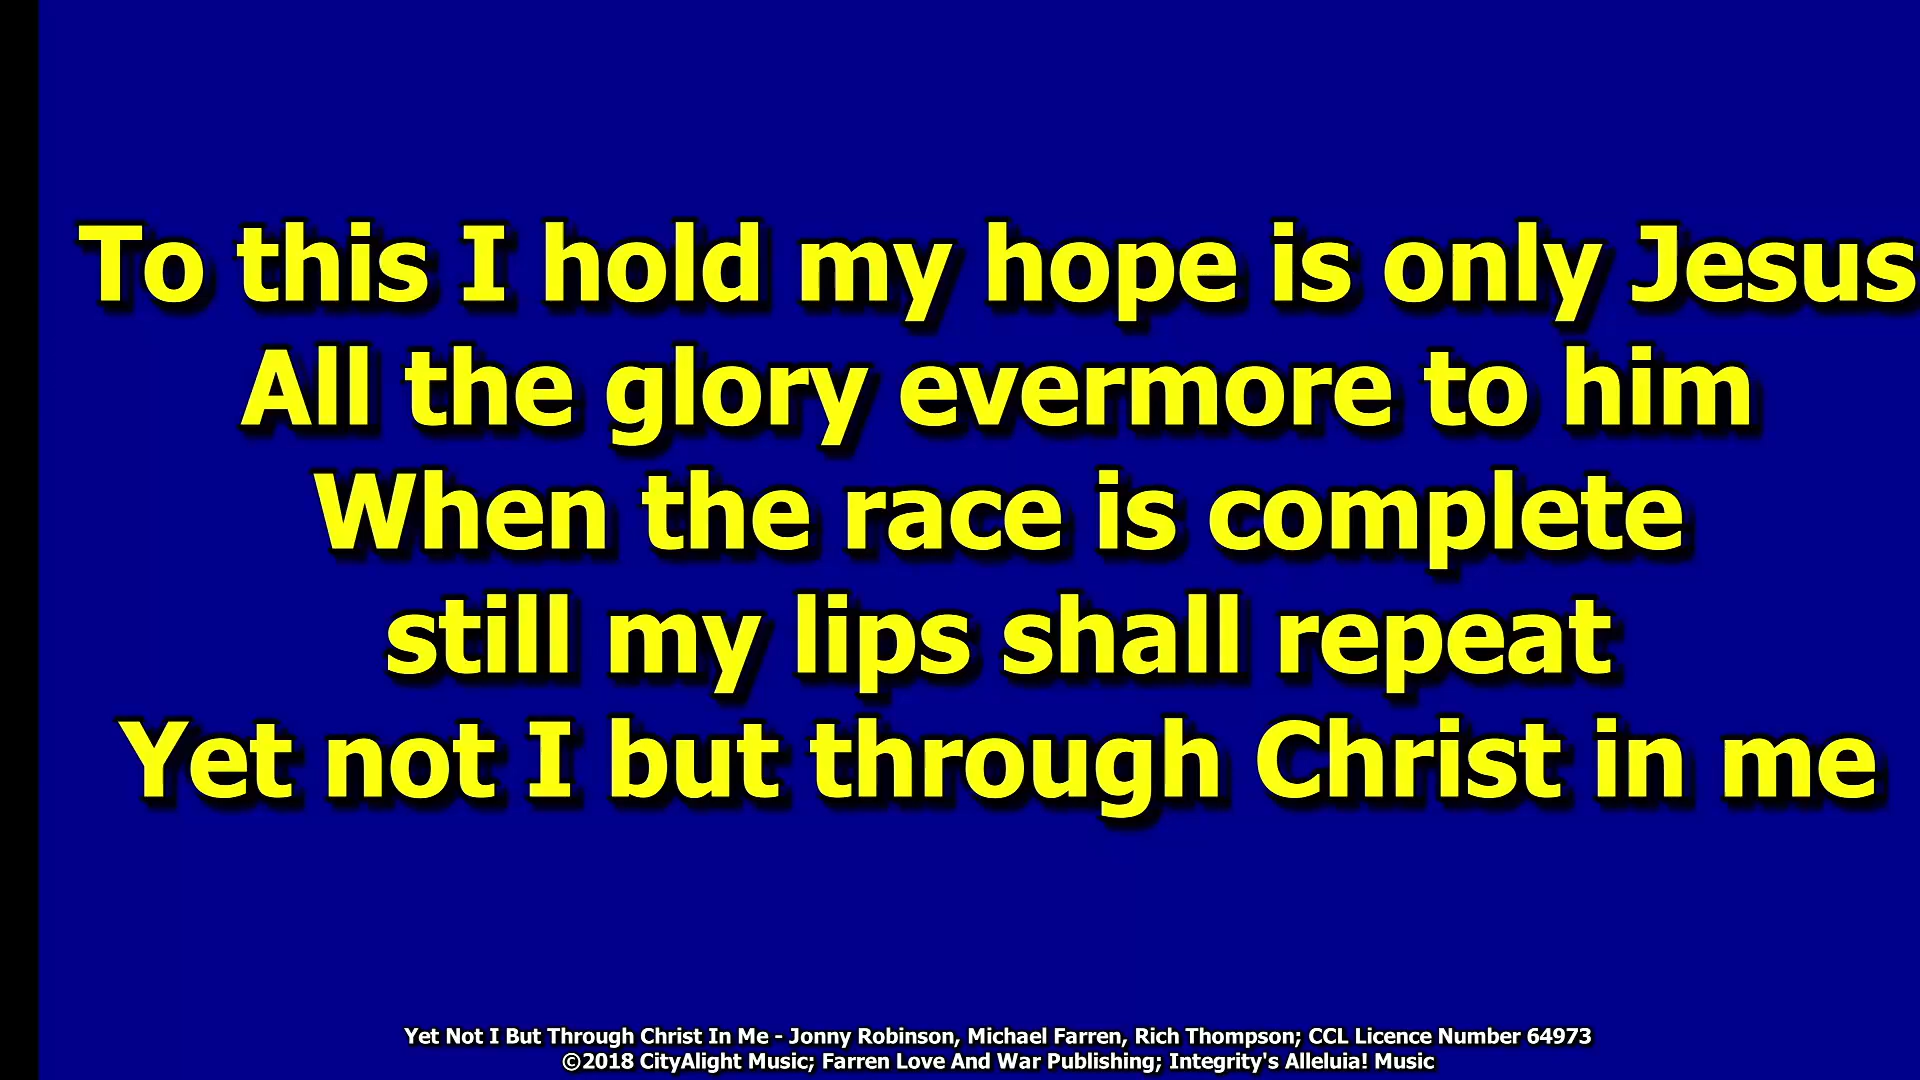 To this I hold my hope is only Jesus
All the glory evermore to him
When the race is complete
still my lips shall repeat
Yet not I but through Christ in me
Yet Not I But Through Christ In Me - Jonny Robinson, Michael Farren, Rich Thompson; CCL Licence Number 64973
©2018 CityAlight Music; Farren Love And War Publishing; Integrity's Alleluia! Music